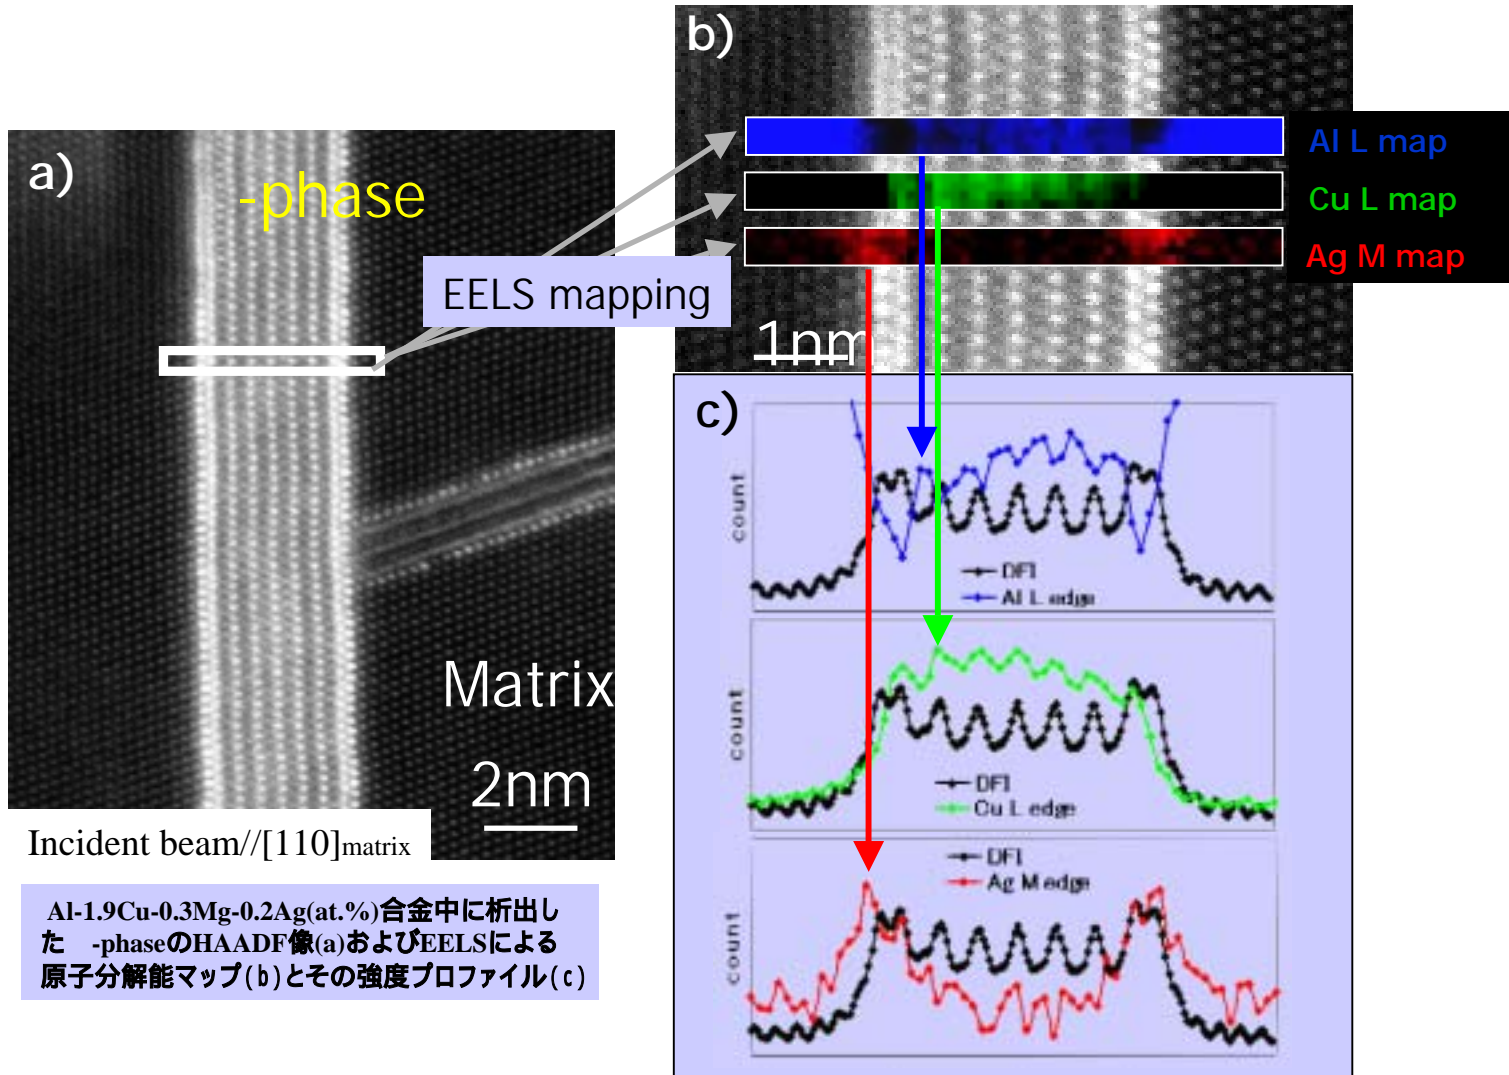 a)
-phase
EELS mapping
Matrix
2nm
Incident beam//[110]matrix
Al-1.9Cu-0.3Mg-0.2Ag(at.%)合金中に析出し
た -phaseのHAADF像(a)およびEELSによる
原子分解能マップ(b)とその強度プロファイル(c)
b)
Al L map
Cu L map
Ag M map
1nm
c)
count
DFI
Al L edge
count
DFI
Cu L edge
count
DFI
Ag M edge